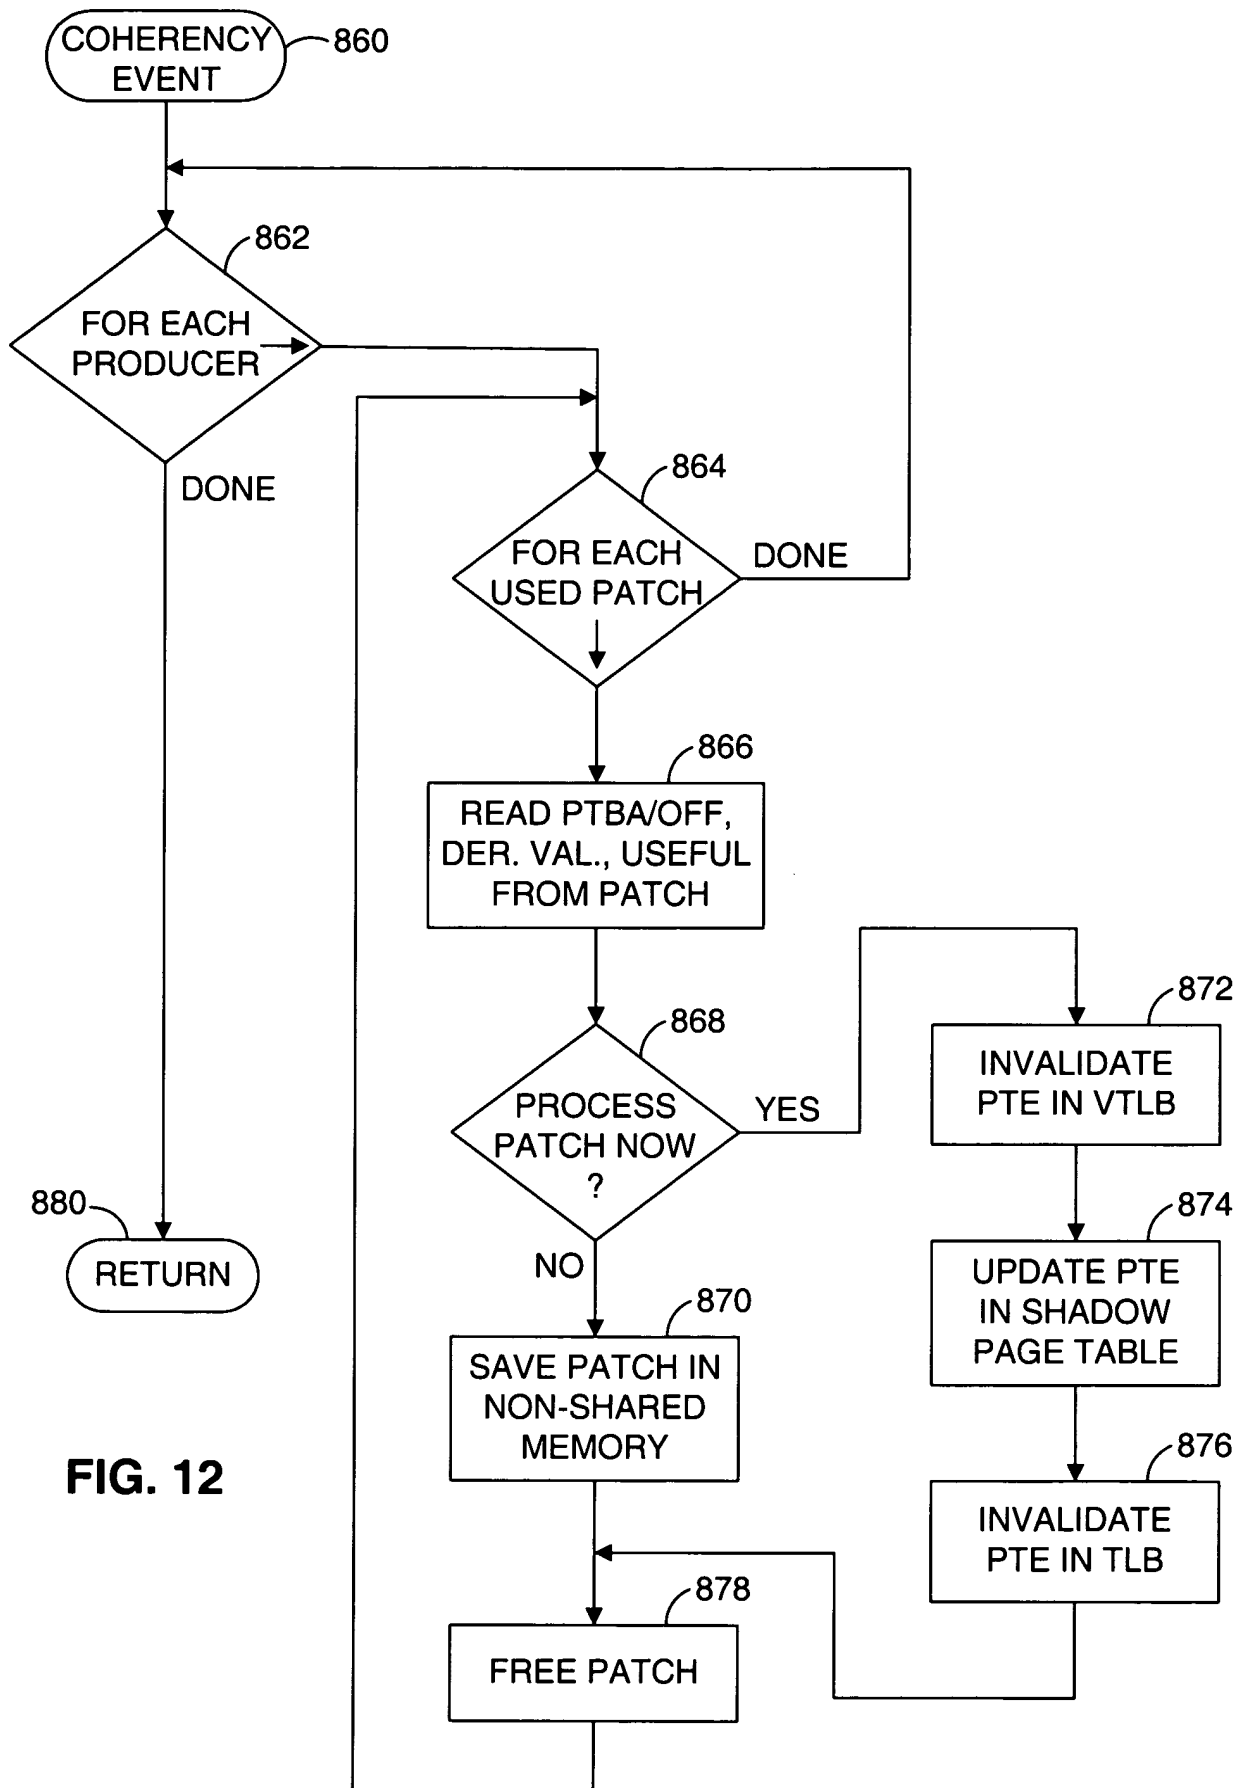 COHERENCY
EVENT
860
862
FOR EACH
PRODUCER
DONE
864
FOR EACH
USED PATCH
DONE
866
READ PTBA/OFF,
DER. VAL., USEFUL
FROM PATCH
868
PROCESS
PATCH NOW
?
YES
NO
872
INVALIDATE
PTE IN VTLB
874
UPDATE PTE
IN SHADOW
PAGE TABLE
876
INVALIDATE
PTE IN TLB
880
RETURN
870
SAVE PATCH IN
NON-SHARED
MEMORY
878
FREE PATCH
FIG. 12